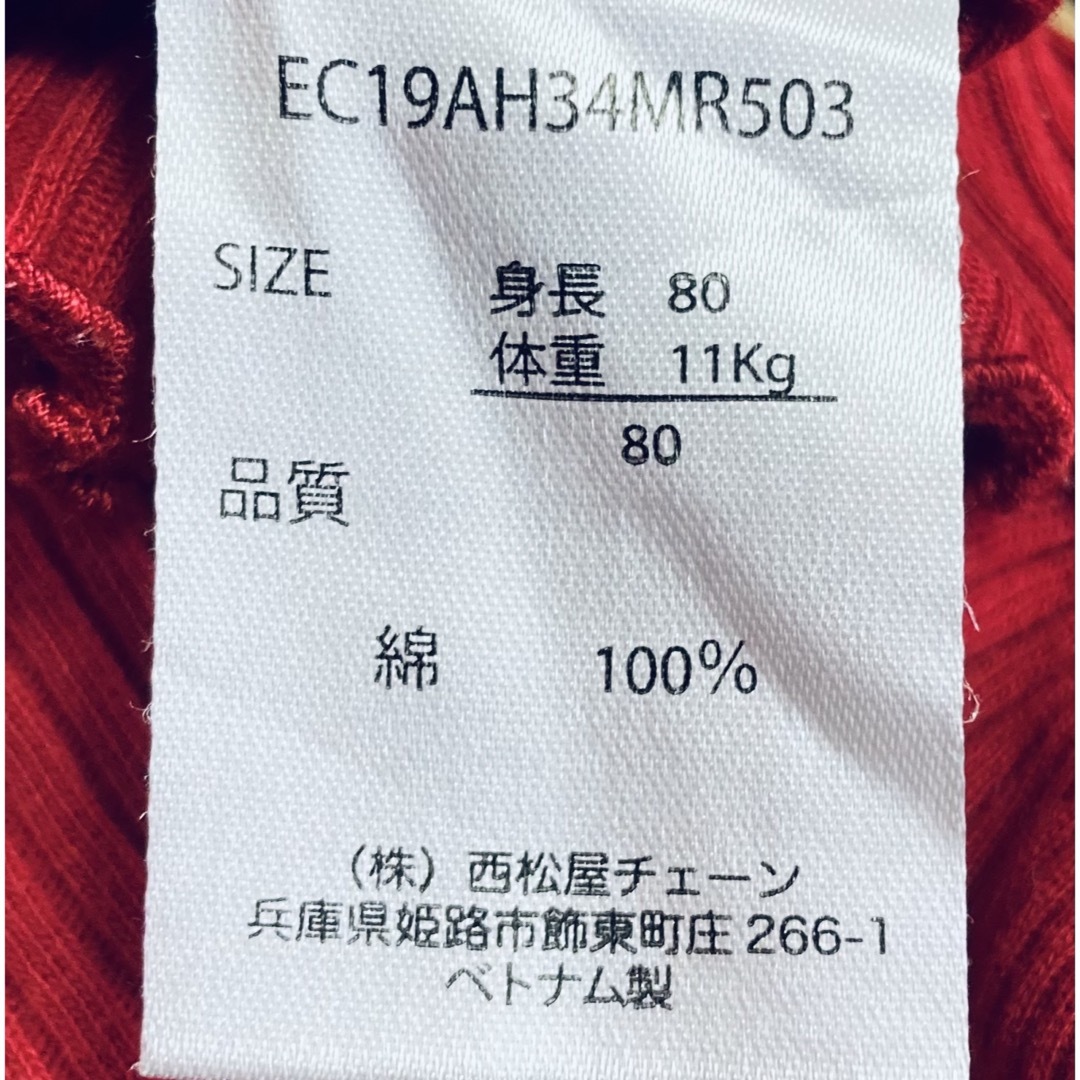 EC19AH34MR503
SIZE 身長 80
体重 11Kg
80
品質
綿 100%
(株) 西松屋チェーン
兵庫県姫路市飾東町庄 266-1
ベトナム製